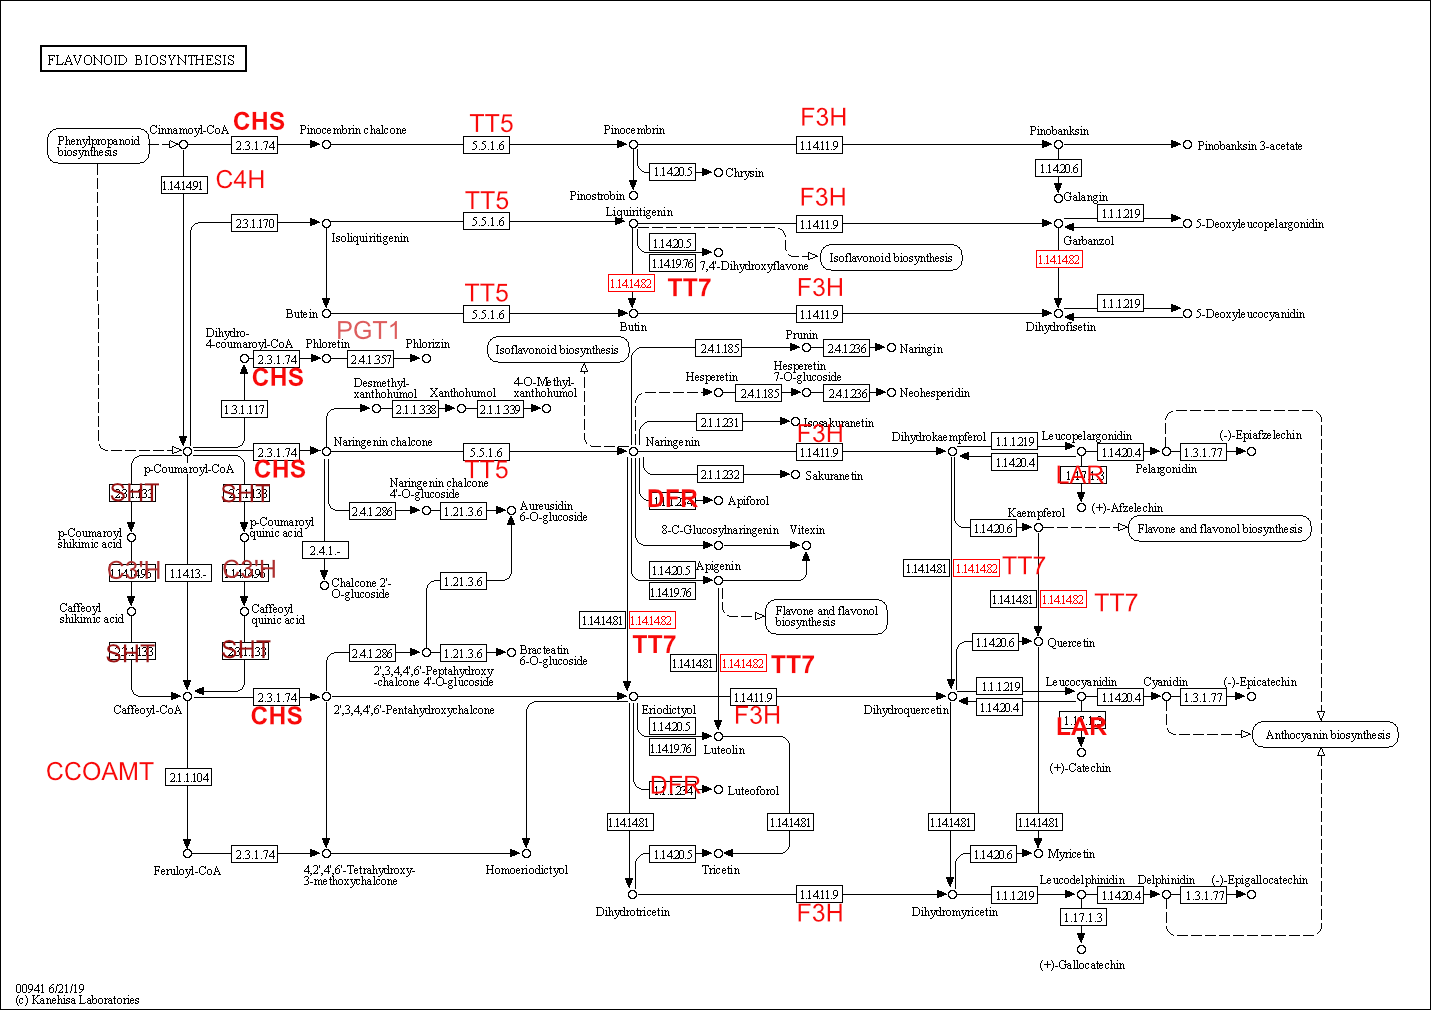 FLAVONOID BIOSYNTHESIS
Phenylpropanoid
biosynthesis
Cinnamoyl-CoA
CHS
2.3.1.74
Pinocembrin chalcone
TT5
5.5.1.6
Pinocembrin
F3H
1.14.11.9
Pinobanksin
Pinobanksin 3-acetate
1.14.20.5
Chrysin
1.14.20.6
1.14.14.91
C4H
Pinostrobin
Galangin
2.3.1.170
TT5
5.5.1.6
Liquiritigenin
F3H
1.14.11.9
1.1.1.219
5-Deoxyleucopelargonidin
Isoliquiritigenin
1.14.20.5
1.14.19.76
7,4'-Dihydroxyflavone
Isoflavonoid biosynthesis
Garbanzol
1.14.14.82
1.14.14.82
TT7
Butein
TT5
5.5.1.6
Butin
F3H
1.14.11.9
Dihydrofisetin
1.1.1.219
5-Deoxyleucocyanidin
Dihydro-
4-coumaroyl-CoA
2.3.1.74
CHS
Phloretin
PGT1
2.4.1.357
Phlorizin
Isoflavonoid biosynthesis
2.4.1.185
Prunin
2.4.1.236
Naringin
Desmethyl-
xanthohumol
2.1.1.338
Xanthohumol
2.1.1.339
4-O-Methyl-
xanthohumol
Hesperetin
2.4.1.185
Hesperetin
7-O-glucoside
2.4.1.236
Neohesperidin
1.3.1.117
2.1.1.231
Isosakuranetin
p-Coumaroyl-CoA
2.3.1.74
CHS
Naringenin chalcone
5.5.1.6
TT5
Naringenin
F3H
1.14.11.9
Dihydrokaempferol
1.1.1.219
1.14.20.4
Leucopelargonidin
1.14.20.4
Pelargonidin
1.3.1.77
(-)-Epiafzelechin
2.1.1.232
Sakuranetin
LAR
1.17.1.3
(+)-Afzelechin
SHT
2.3.1.133
SHT
2.3.1.133
Naringenin chalcone
4'-O-glucoside
2.4.1.286
1.21.3.6
Aureusidin
6-O-glucoside
DFR
1.1.1.234
Apiforol
Kaempferol
1.14.20.6
Flavone and flavonol biosynthesis
p-Coumaroyl
shikimic acid
p-Coumaroyl
quinic acid
8-C-Glucosylnaringenin
Vitexin
2.4.1.-
C3'H
1.14.14.96
1.14.13.-
C3'H
1.14.14.96
Chalcone 2'-
O-glucoside
1.21.3.6
1.14.20.5
1.14.19.76
Apigenin
1.14.14.81
1.14.14.82
TT7
1.14.14.81
1.14.14.82
TT7
Caffeoyl
shikimic acid
Caffeoyl
quinic acid
Flavone and flavonol
biosynthesis
1.14.14.81
1.14.14.82
TT7
SHT
2.3.1.133
SHT
2.3.1.133
2.4.1.286
1.21.3.6
Bracteatin
6-O-glucoside
2',3,4,4',6'-Peptahydroxy
-chalcone 4'-O-glucoside
1.14.14.81
1.14.14.82
TT7
1.14.20.6
Quercetin
Caffeoyl-CoA
2.3.1.74
CHS
2',3,4,4',6'-Pentahydroxychalcone
Eriodictyol
1.14.11.9
F3H
Dihydroquercetin
1.1.1.219
1.14.20.4
Leucocyanidin
1.14.20.4
Cyanidin
1.3.1.77
(-)-Epicatechin
1.14.20.5
1.14.19.76
Luteolin
1.17.1.3
LAR
(+)-Catechin
Anthocyanin biosynthesis
CCOAMT
2.1.1.104
DFR
1.1.1.234
Luteoforol
1.14.14.81
1.14.14.81
1.14.14.81
1.14.14.81
Feruloyl-CoA
2.3.1.74
4,2',4',6'-Tetrahydroxy-
3-methoxychalcone
Homoeriodictyol
1.14.20.5
Tricetin
1.14.20.6
Myricetin
Dihydrotricetin
1.14.11.9
F3H
Dihydromyricetin
1.1.1.219
Leucodelphinidin
1.14.20.4
Delphinidin
1.3.1.77
(-)-Epigallocatechin
1.17.1.3
(+)-Gallocatechin
00941 6/21/19
(c) Kanehisa Laboratories